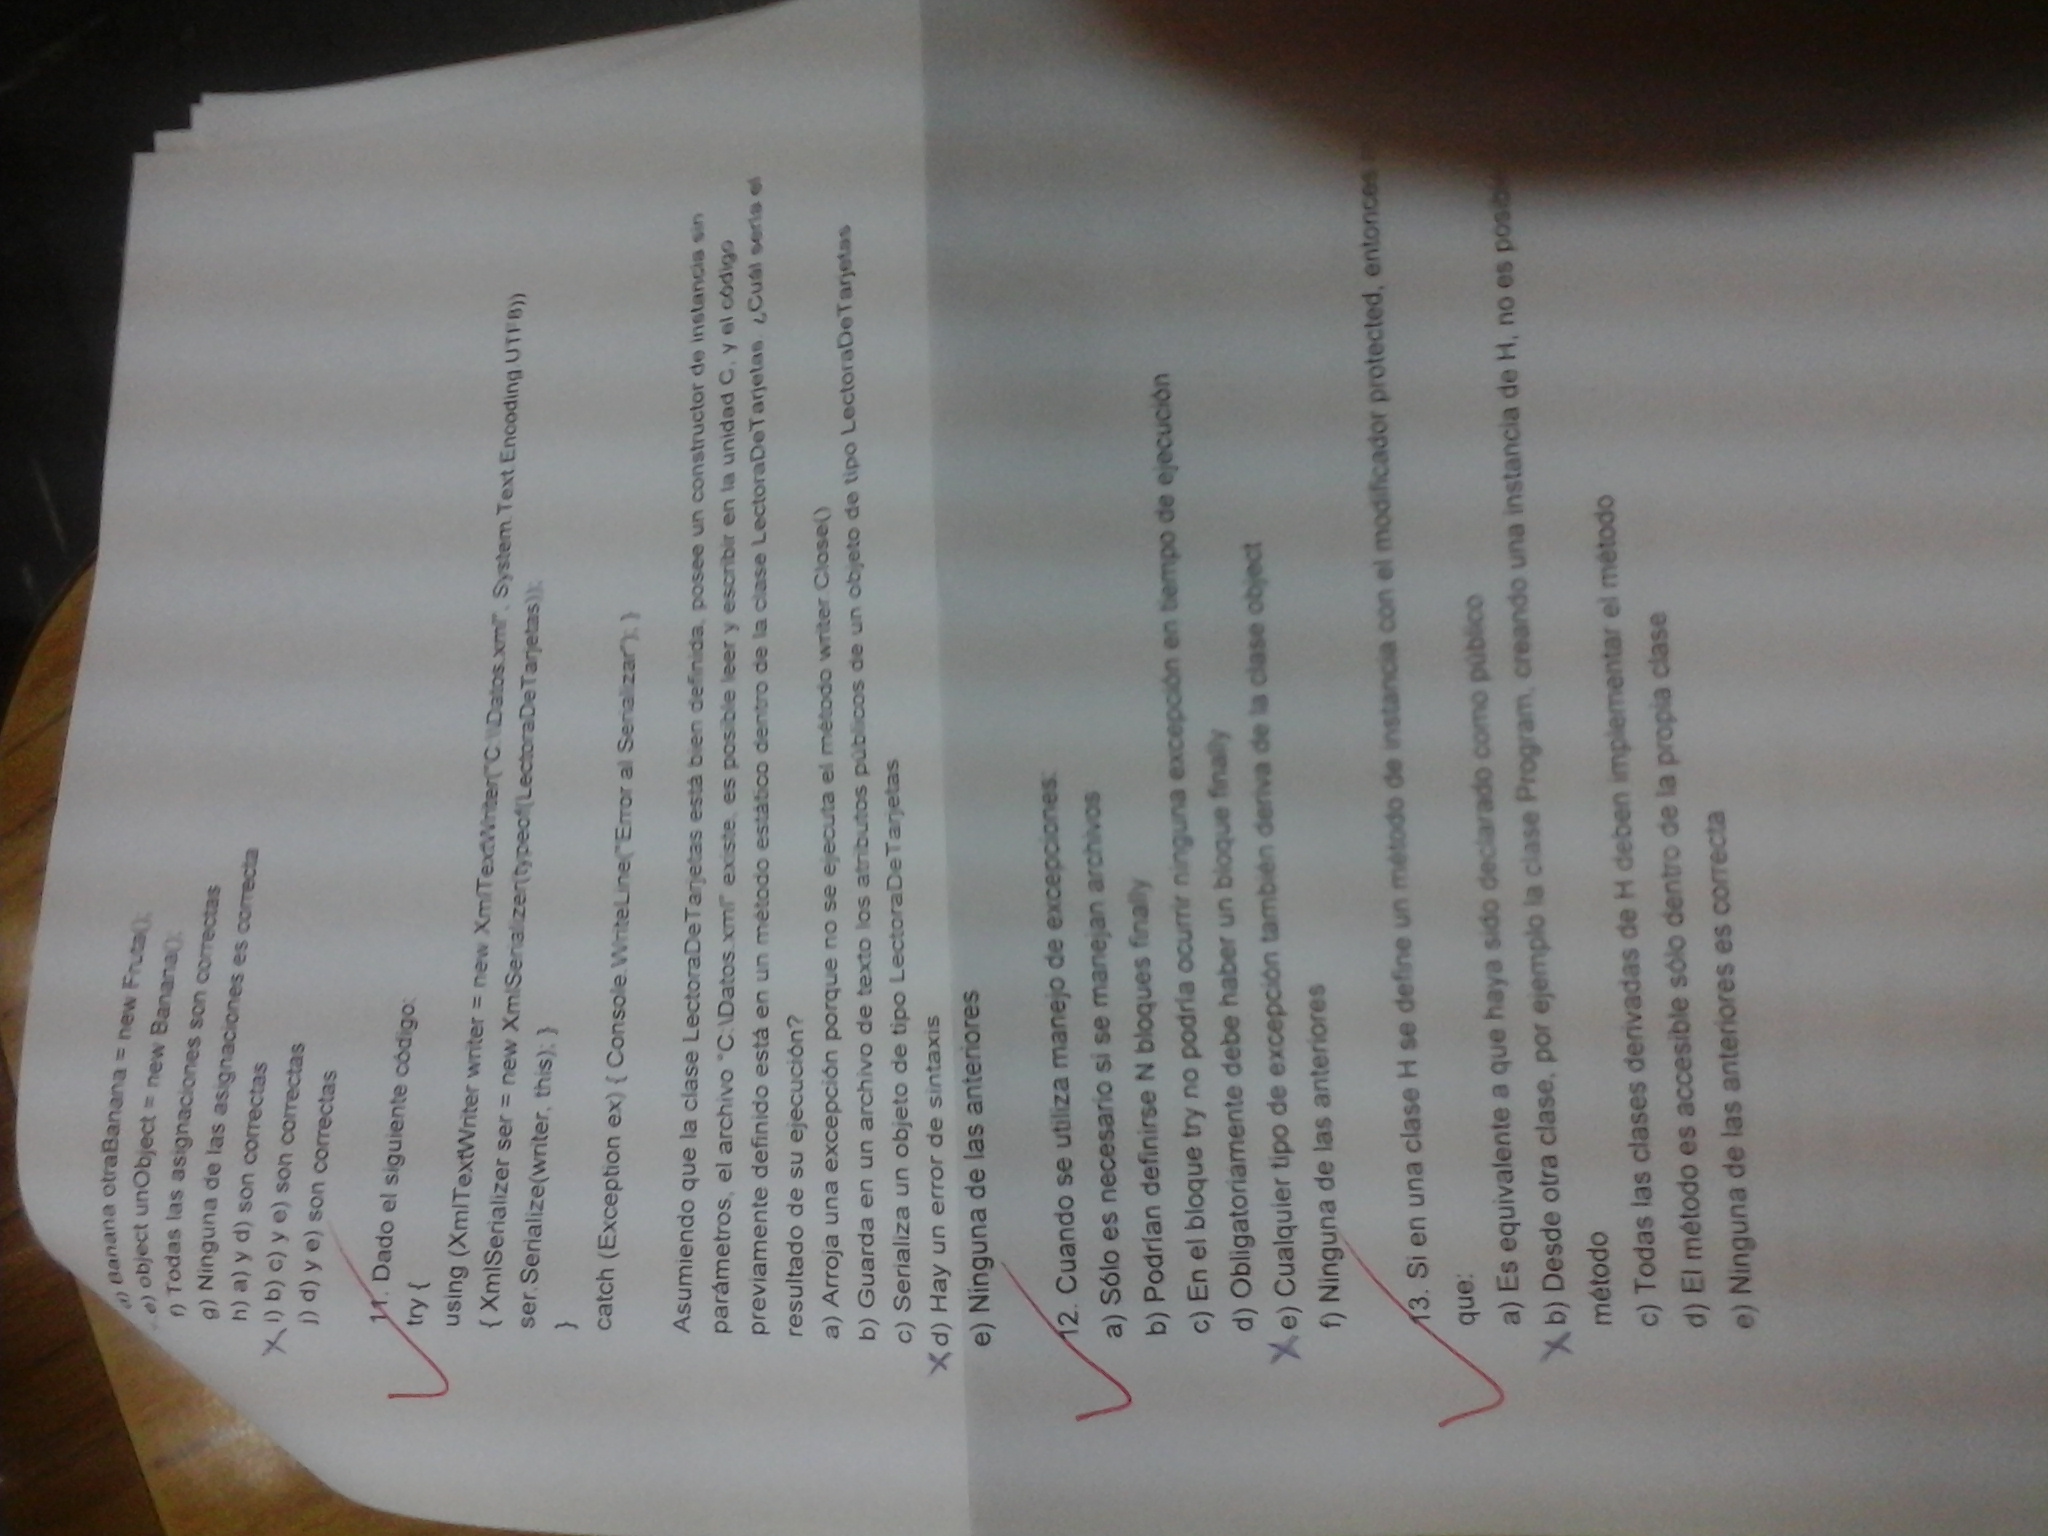 d) Banana otraBanana = new Fruta();
e) object unObject = new Banana();
f) Todas las asignaciones son correctas
g) Ninguna de las asignaciones es correcta
h) a) y d) son correctas
X i) b) c) y e) son correctas
j) d) y e) son correctas
11. Dado el siguiente código:
try {
using (XmlTextWriter writer = new XmlTextWriter("C:\\Datos.xml", System.Text.Encoding.UTF8))
{ XmlSerializer ser = new XmlSerializer(typeof(LectoraDeTarjetas));
ser.Serialize(writer, this); }
}
catch (Exception ex) { Console.WriteLine("Error al Serializar"); }
Asumiendo que la clase LectoraDeTarjetas está bien definida, posee un constructor de instancia sin
parámetros, el archivo "C:\Datos.xml" existe, es posible leer y escribir en la unidad C, y el código
previamente definido está en un método estático dentro de la clase LectoraDeTarjetas. ¿Cuál sería el
resultado de su ejecución?
a) Arroja una excepción porque no se ejecuta el método writer.Close()
b) Guarda en un archivo de texto los atributos públicos de un objeto de tipo LectoraDeTarjetas
c) Serializa un objeto de tipo LectoraDeTarjetas
X d) Hay un error de sintaxis
e) Ninguna de las anteriores
12. Cuando se utiliza manejo de excepciones:
a) Sólo es necesario si se manejan archivos
b) Podrían definirse N bloques finally
c) En el bloque try no podría ocurrir ninguna excepción en tiempo de ejecución
d) Obligatoriamente debe haber un bloque finally
X e) Cualquier tipo de excepción también deriva de la clase object
f) Ninguna de las anteriores
13. Si en una clase H se define un método de instancia con el modificador protected, entonces
que:
a) Es equivalente a que haya sido declarado como público
X b) Desde otra clase, por ejemplo la clase Program, creando una instancia de H, no es
método
c) Todas las clases derivadas de H deben implementar el método
d) El método es accesible sólo dentro de la propia clase
e) Ninguna de las anteriores es correcta